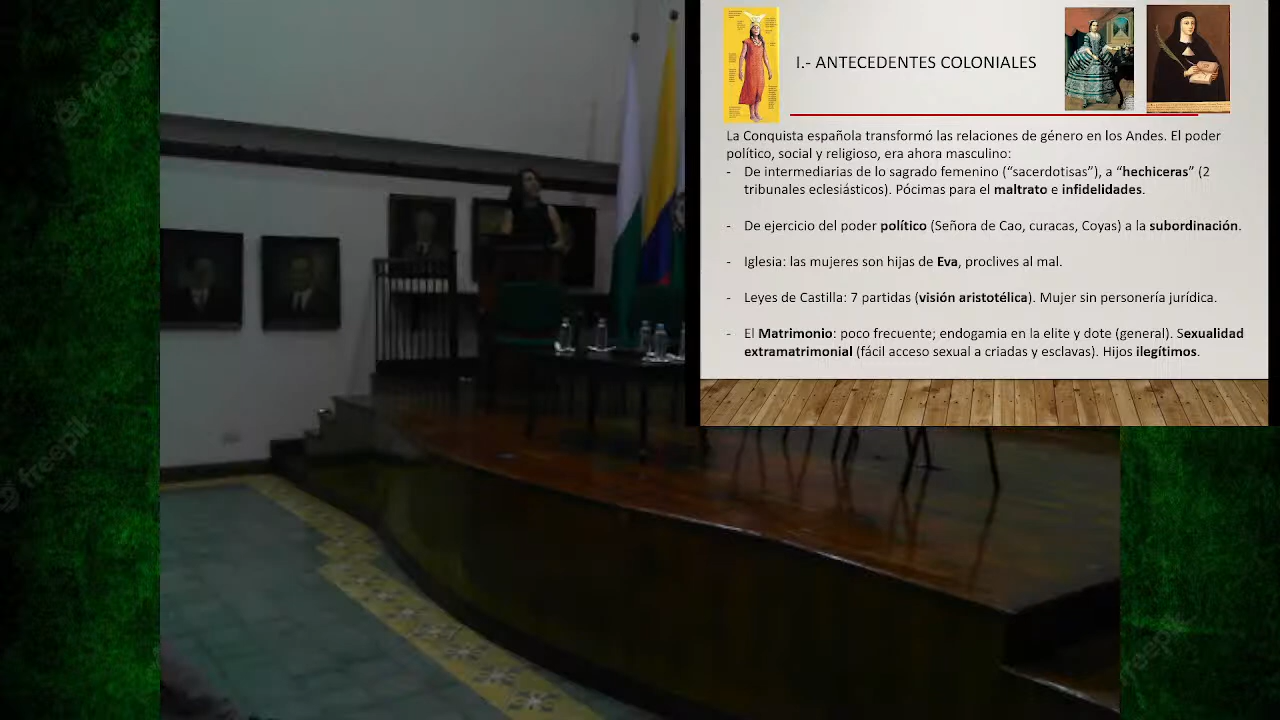 I.- ANTECEDENTES COLONIALES
La Conquista española transformó las relaciones de género en los Andes. El poder
político, social y religioso, era ahora masculino:
- De intermediarias de lo sagrado femenino (“sacerdotisas”), a “hechiceras” (2
tribunales eclesiásticos). Pócimas para el maltrato e infidelidades.
- De ejercicio del poder político (Señora de Cao, curacas, Coyas) a la subordinación.
- Iglesia: las mujeres son hijas de Eva, proclives al mal.
- Leyes de Castilla: 7 partidas (visión aristotélica). Mujer sin personería jurídica.
- El Matrimonio: poco frecuente; endogamia en la elite y dote (general). Sexualidad
extramatrimonial (fácil acceso sexual a criadas y esclavas). Hijos ilegítimos.
freepik
freepik
freepik